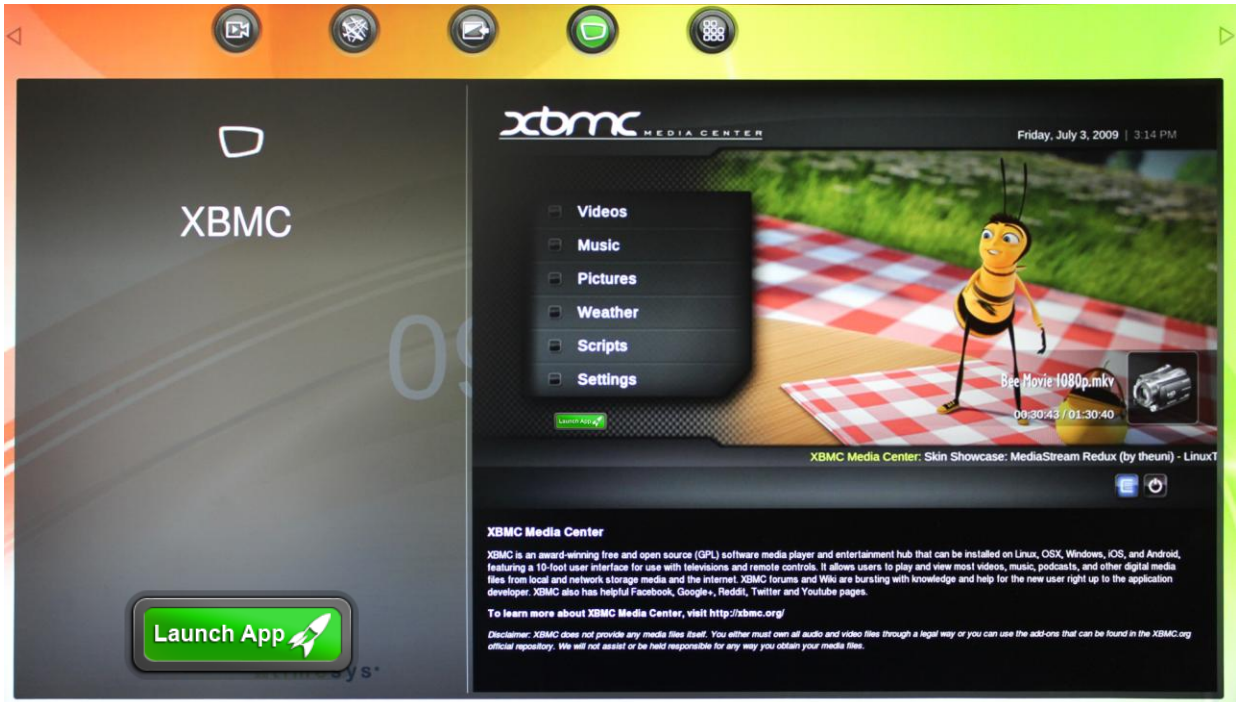 XBMC
09
Launch App
sys
xbmc MEDIA CENTER
Friday, July 3, 2009 | 3:14 PM
Videos
Music
Pictures
Weather
Scripts
Settings
Launch App
Bee Movie 1080p.mkv
00:30:43 / 01:30:40
XBMC Media Center: Skin Showcase: MediaStream Redux (by theuni) - LinuxT
XBMC Media Center
XBMC is an award-winning free and open source (GPL) software media player and entertainment hub that can be installed on Linux, OSX, Windows, iOS, and Android,
featuring a 10-foot user interface for use with televisions and remote controls. It allows users to play and view most videos, music, podcasts, and other digital media
files from local and network storage media and the internet. XBMC forums and Wiki are bursting with knowledge and help for the new user right up to the application
developer. XBMC also has helpful Facebook, Google+, Reddit, Twitter and Youtube pages.
To learn more about XBMC Media Center, visit http://xbmc.org/
Disclaimer: XBMC does not provide any media files itself. You either must own all audio and video files through a legal way or you can use the add-ons that can be found in the XBMC.org
official repository. We will not assist or be held responsible for any way you obtain your media files.